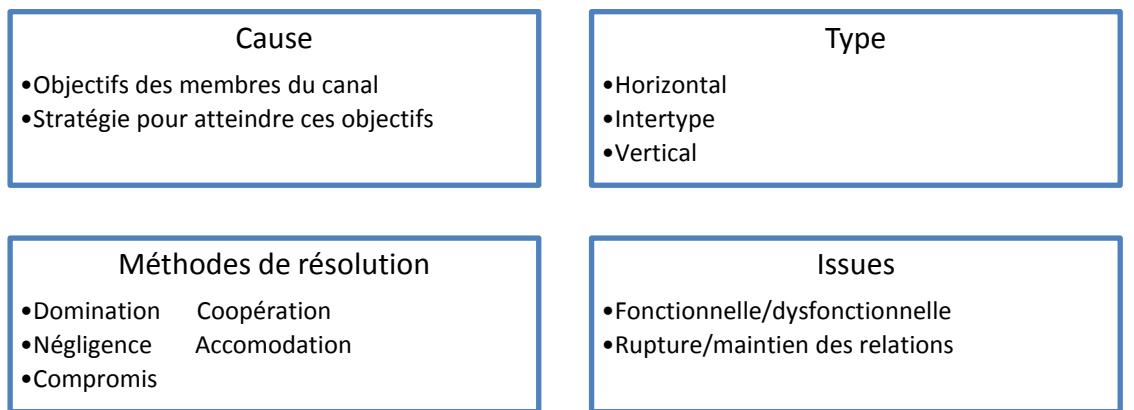 Cause
•Objectifs des membres du canal
•Stratégie pour atteindre ces objectifs
Type
•Horizontal
•Intertype
•Vertical
Méthodes de résolution
•Domination Coopération
•Négligence Accomodation
•Compromis
Issues
•Fonctionnelle/dysfonctionnelle
•Rupture/maintien des relations